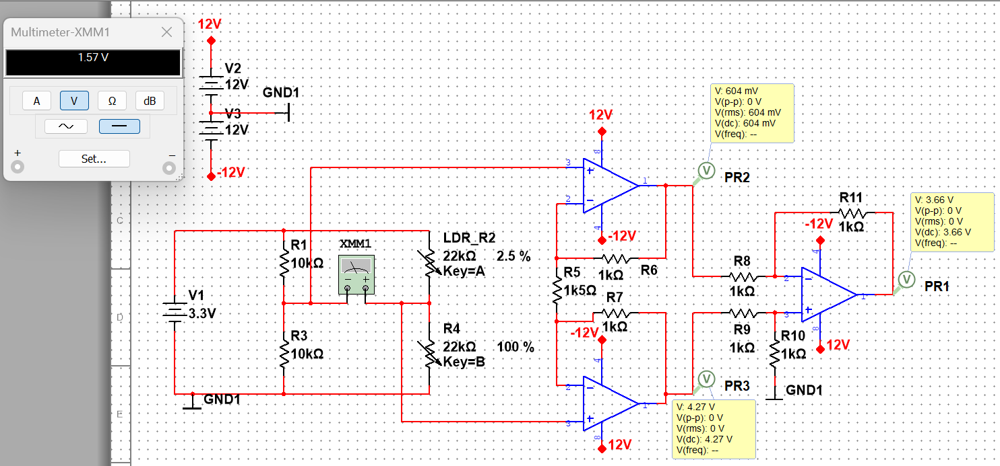 Multimeter-XMM1
1.57 V
A
V
Ω
dB
+
Set...
−
12V
V2
12V
GND1
V3
12V
-12V
V: 604 mV
V(p-p): 0 V
V(rms): 604 mV
V(dc): 604 mV
V(freq): --
12V
8
3
+
1
2
−
4
-12V
V
PR2
C
D
E
V1
3.3V
R1
10kΩ
XMM1
− +
LDR_R2
22kΩ 2.5 %
Key=A
R3
10kΩ
R4
22kΩ 100 %
Key=B
GND1
R6
1kΩ
R5
1k5Ω
R7
1kΩ
-12V
4
2
−
1
+
3
8
12V
V
PR3
V: 4.27 V
V(p-p): 0 V
V(rms): 0 V
V(dc): 4.27 V
V(freq): --
R11
1kΩ
-12V
4
R8
1kΩ
2
−
1
+
3
8
12V
R9
1kΩ
R10
1kΩ
GND1
V: 3.66 V
V(p-p): 0 V
V(rms): 0 V
V(dc): 3.66 V
V(freq): --
V
PR1